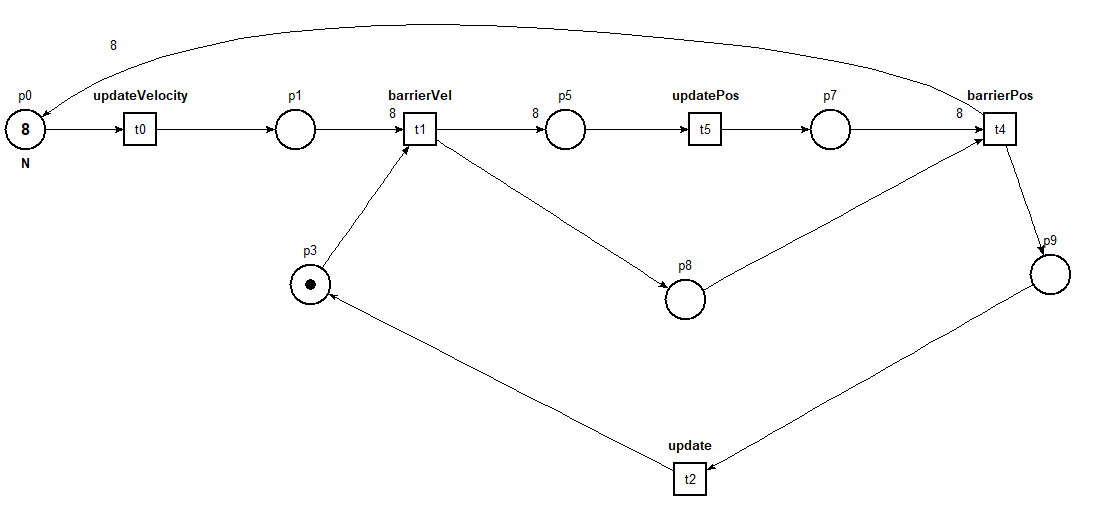 8
p0
updateVelocity
p1
barrierVel
p5
updatePos
p7
barrierPos
8
8
8
8
t0
t1
t5
t4
N
p3
p8
p9
update
t2